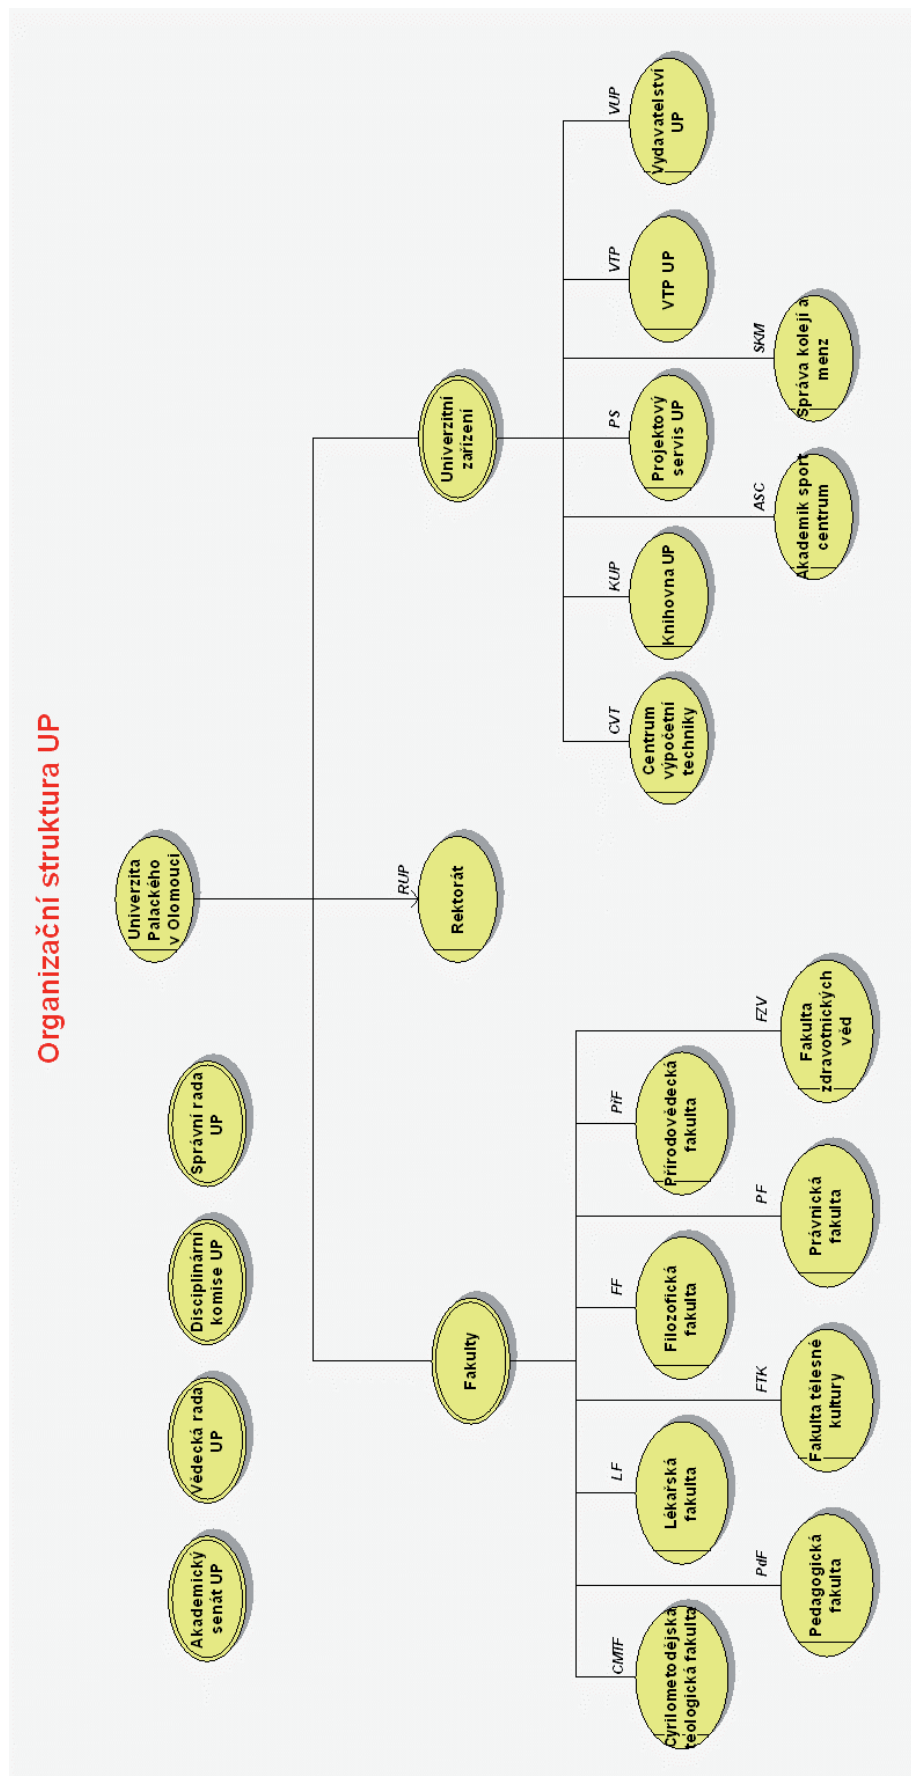 Organizační struktura UP
Univerzita
Palackého
v Olomouci
Akademický
senát UP
Vědecká rada
UP
Disciplinární
komise UP
Správní rada
UP
Fakulty
RUP
Rektorát
Univerzitní
zařízení
CMTF
Cyrilometodějská
teologická fakulta
LF
Lékařská
fakulta
FF
Filozofická
fakulta
PřF
Přírodovědecká
fakulta
PdF
Pedagogická
fakulta
FTK
Fakulta tělesné
kultury
PF
Právnická
fakulta
FZV
Fakulta
zdravotnických
věd
CVT
Centrum
výpočetní
techniky
KUP
Knihovna UP
PS
Projektový
servis UP
VTP
VTP UP
VUP
Vydavatelství
UP
ASC
Akademik sport
centrum
SKM
Správa kolejí a
menz